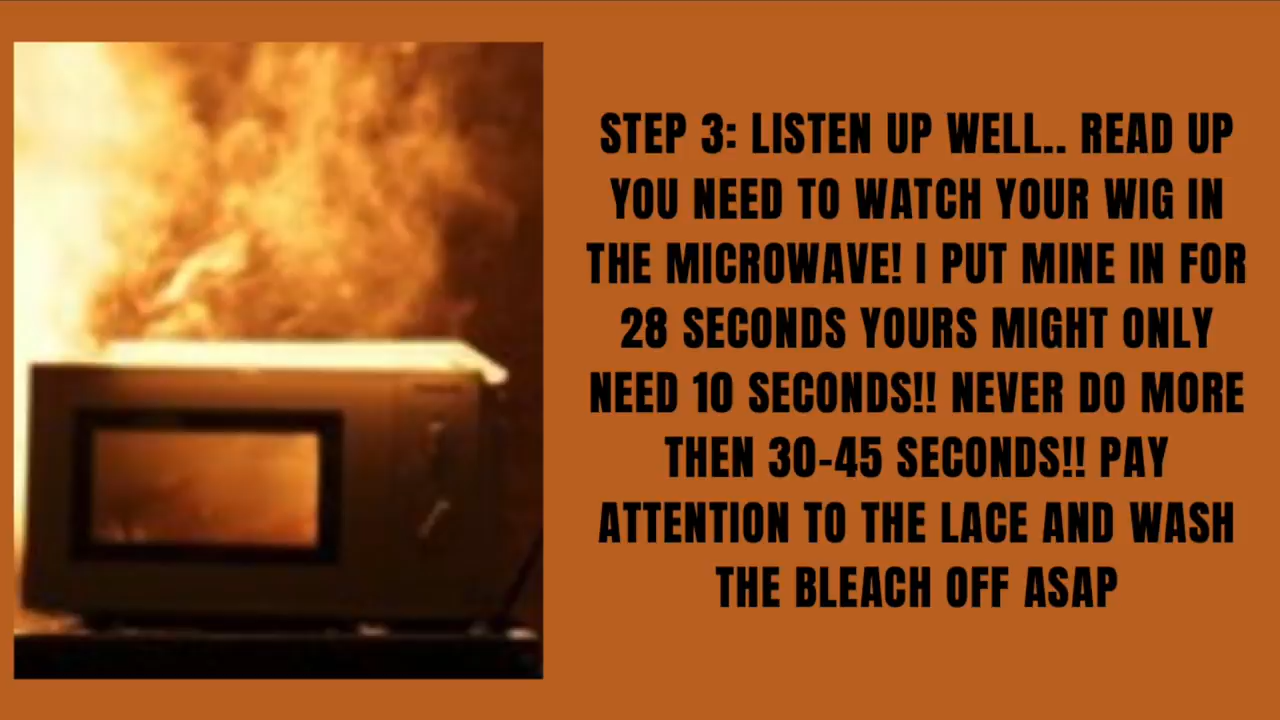 STEP 3: LISTEN UP WELL.. READ UP
YOU NEED TO WATCH YOUR WIG IN
THE MICROWAVE! I PUT MINE IN FOR
28 SECONDS YOURS MIGHT ONLY
NEED 10 SECONDS!! NEVER DO MORE
THEN 30-45 SECONDS!! PAY
ATTENTION TO THE LACE AND WASH
THE BLEACH OFF ASAP